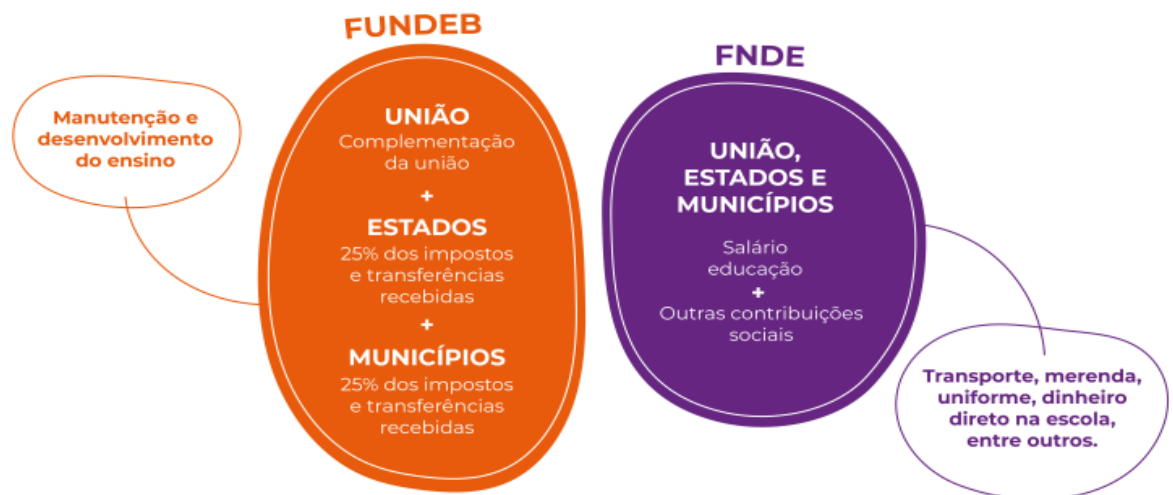 FUNDEB
Manutenção e
desenvolvimento
do ensino
UNIÃO
Complementação
da união
+
ESTADOS
25% dos impostos
e transferências
recebidas
+
MUNICÍPIOS
25% dos impostos
e transferências
recebidas
FNDE
UNIÃO,
ESTADOS E
MUNICÍPIOS
Salário
educação
+
Outras contribuições
sociais
Transporte, merenda,
uniforme, dinheiro
direto na escola,
entre outros.